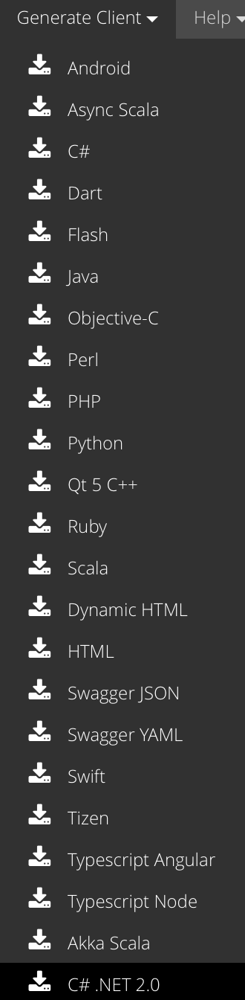 Generate Client Help
Android
Async Scala
C#
Dart
Flash
Java
Objective-C
Perl
PHP
Python
Qt 5 C++
Ruby
Scala
Dynamic HTML
HTML
Swagger JSON
Swagger YAML
Swift
Tizen
Typescript Angular
Typescript Node
Akka Scala
C# .NET 2.0